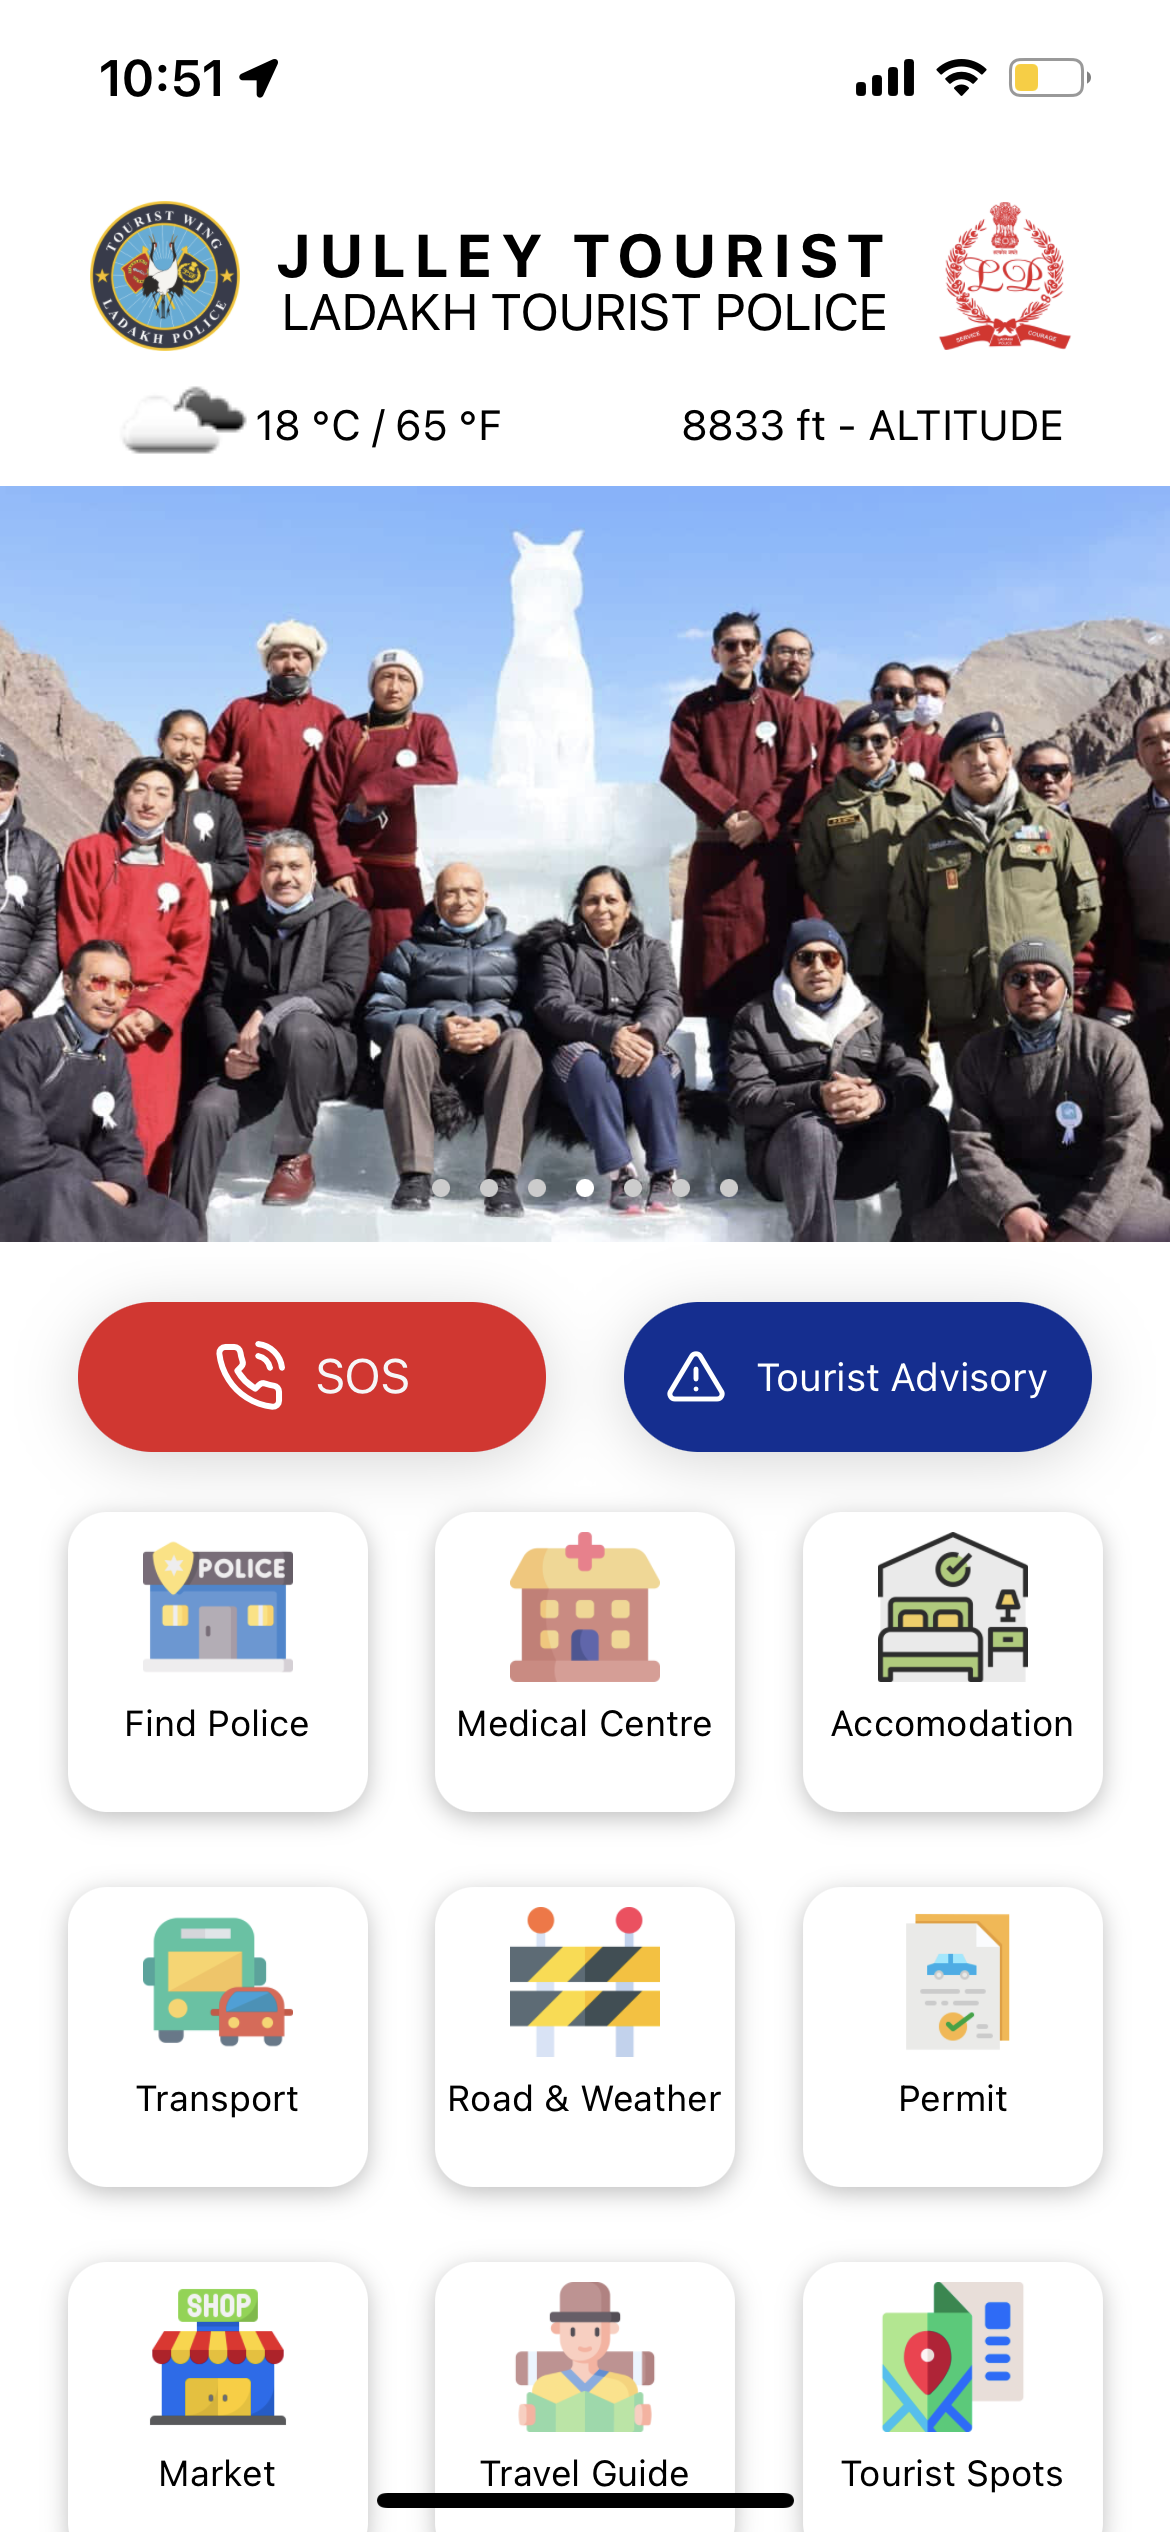 10:51
TOURIST WING
LADAKH POLICE
JULLEY TOURIST
LADAKH TOURIST POLICE
LP
SERVICE
COURAGE
18 °C / 65 °F
8833 ft - ALTITUDE
SOS
Tourist Advisory
POLICE
Find Police
Medical Centre
Accomodation
Transport
Road & Weather
Permit
SHOP
Market
Travel Guide
Tourist Spots